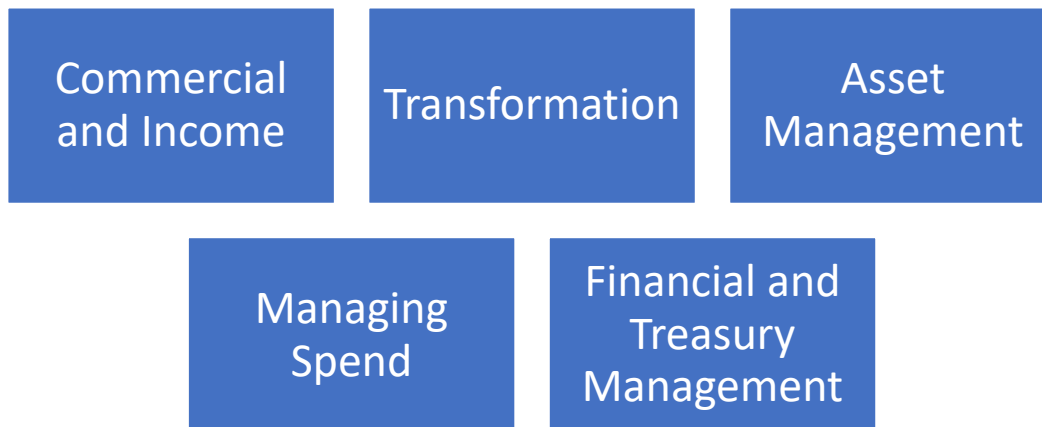 Commercial
and Income
Transformation
Asset
Management
Managing
Spend
Financial and
Treasury
Management